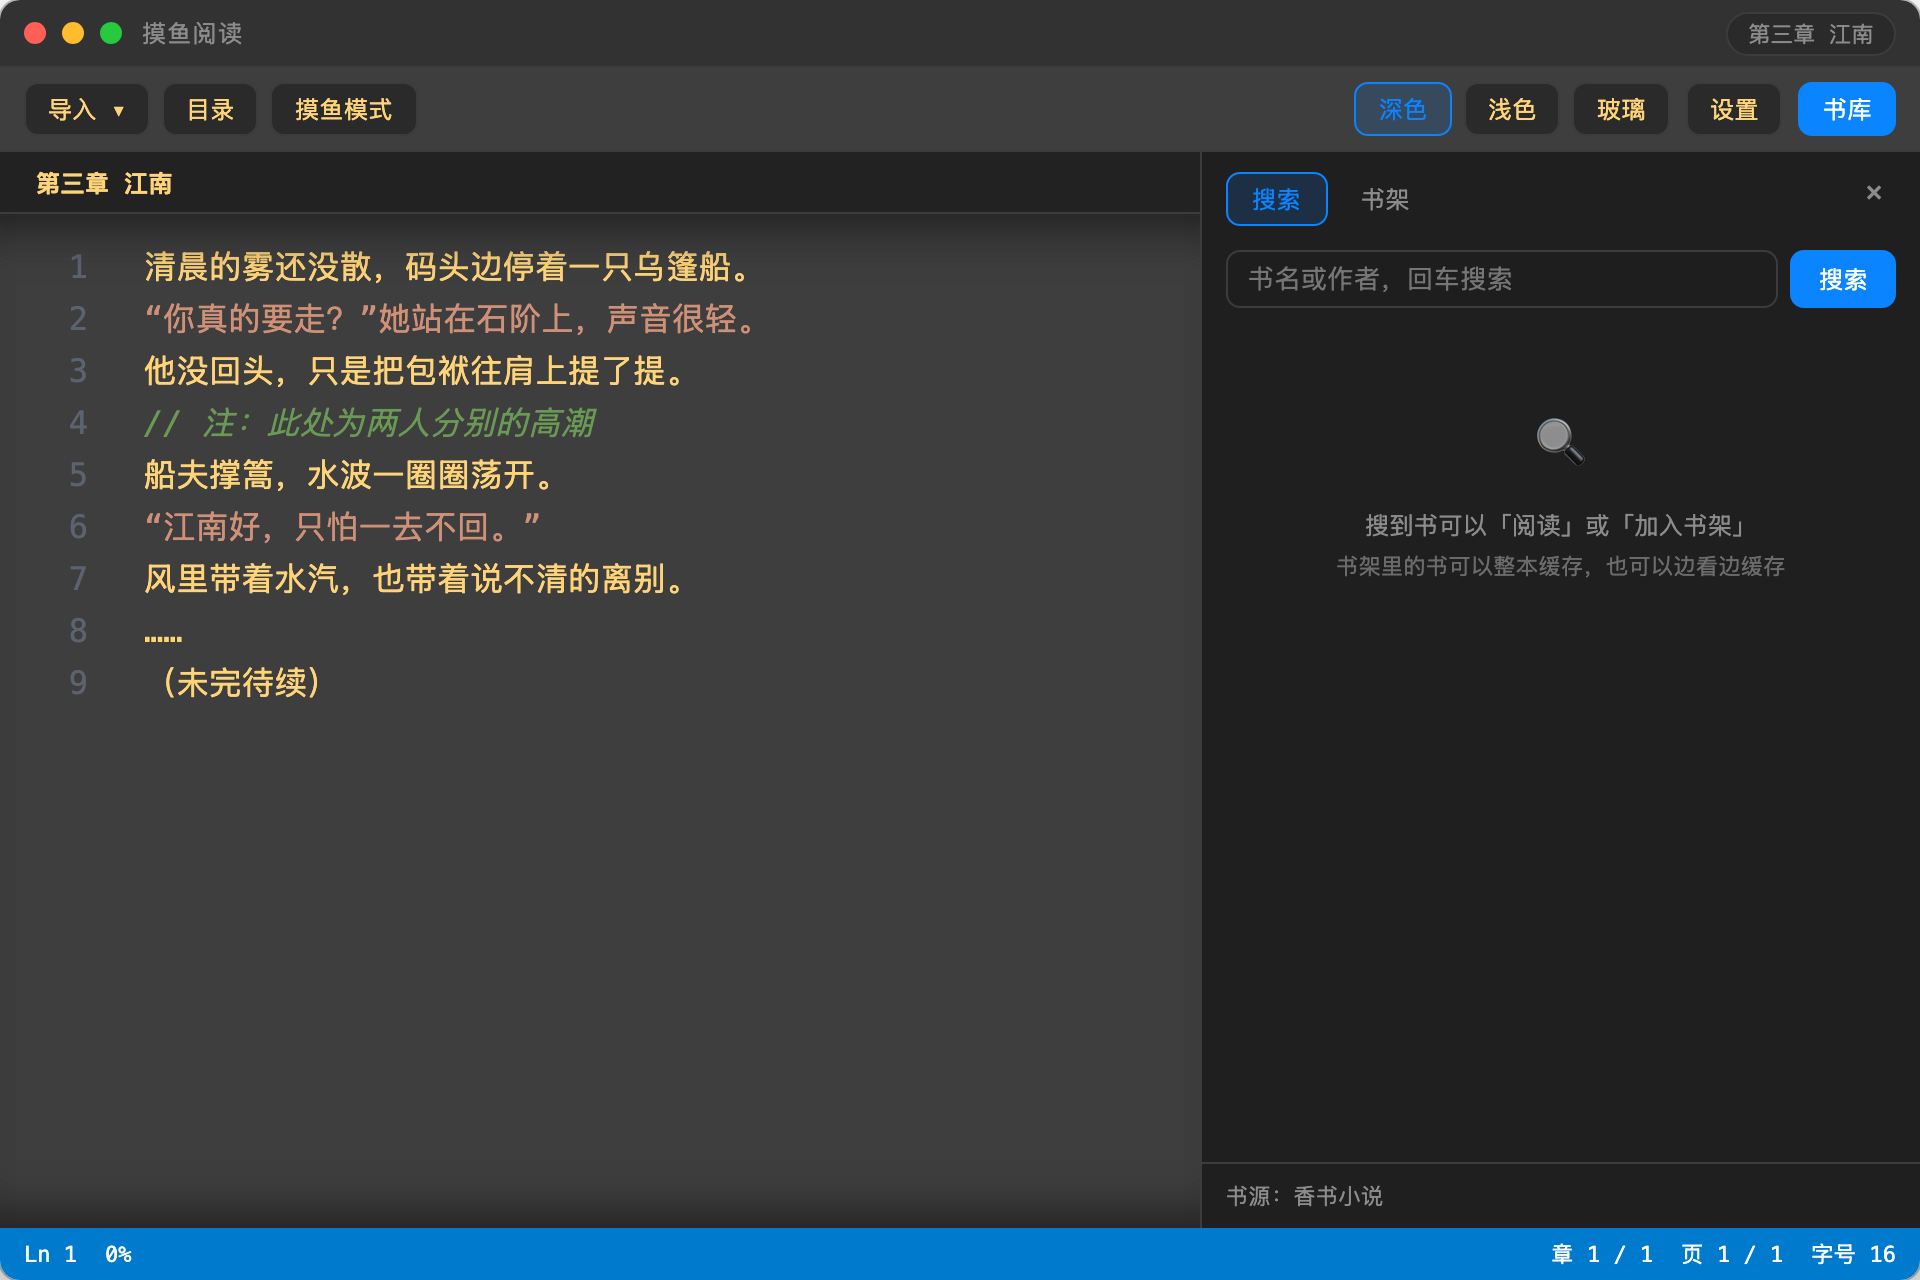 摸鱼阅读
第三章 江南
导入 ▼
目录
摸鱼模式
深色
浅色
玻璃
设置
书库
第三章 江南
1 清晨的雾还没散，码头边停着一只乌篷船。
2 “你真的要走？”她站在石阶上，声音很轻。
3 他没回头，只是把包袱往肩上提了提。
4 // 注：此处为两人分别的高潮
5 船夫撑篙，水波一圈圈荡开。
6 “江南好，只怕一去不回。”
7 风里带着水汽，也带着说不清的离别。
8 ……
9 （未完待续）
搜索
书架
×
书名或作者，回车搜索
搜索
搜到书可以「阅读」或「加入书架」
书架里的书可以整本缓存，也可以边看边缓存
书源：香书小说
Ln 1 0%
章 1 / 1 页 1 / 1 字号 16